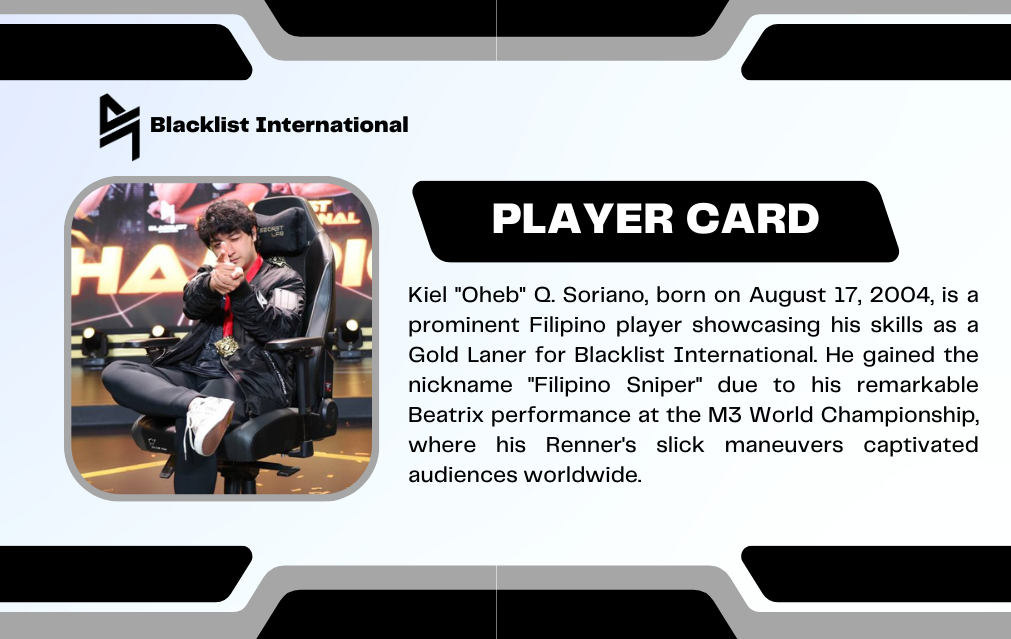 Blacklist International
PLAYER CARD
Kiel "Oheb" Q. Soriano, born on August 17, 2004, is a
prominent Filipino player showcasing his skills as a
Gold Laner for Blacklist International. He gained the
nickname "Filipino Sniper" due to his remarkable
Beatrix performance at the M3 World Championship,
where his Renner's slick maneuvers captivated
audiences worldwide.
SECRET
LAB